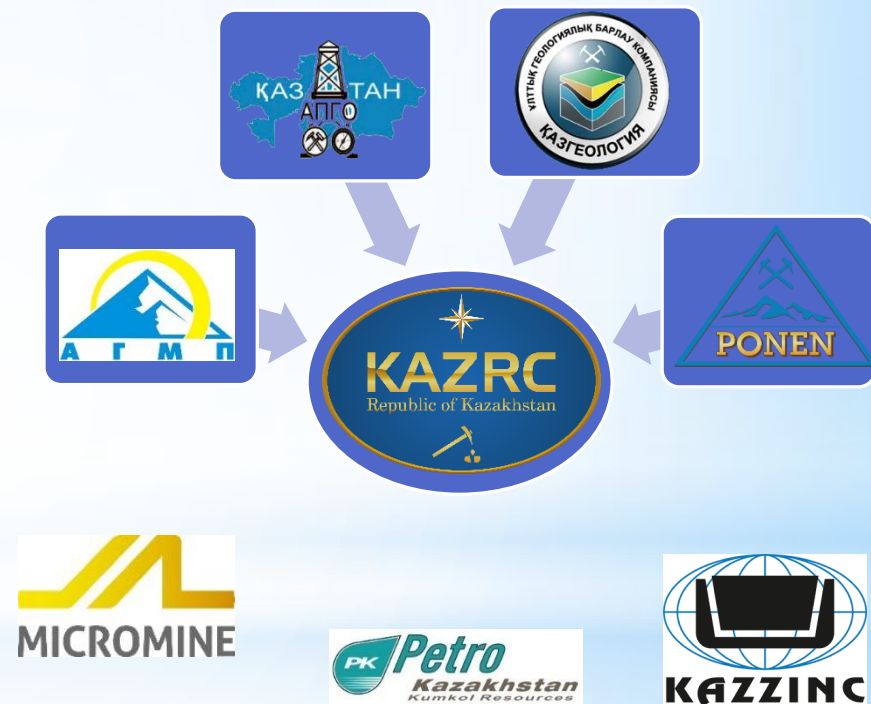 ҚАЗ ТАН
АПГО
ҰЛТТЫҚ ГЕОЛОГИЯЛЫҚ БАРЛАУ КОМПАНИЯСЫ
ҚАЗГЕОЛОГИЯ
А Г М П
KAZRC
Republic of Kazakhstan
PONEN
MICROMINE
PK Petro
Kazakhstan
Kumkol Resources
KAZZINC